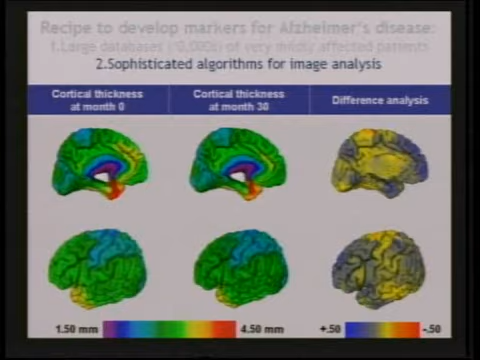 Recipe to develop markers for Alzheimer's disease:
1.Large databases (>0,000s) of very mildly affected patients
2.Sophisticated algorithms for image analysis
Cortical thickness
at month 0
Cortical thickness
at month 30
Difference analysis
1.50 mm
4.50 mm
+.50
-.50